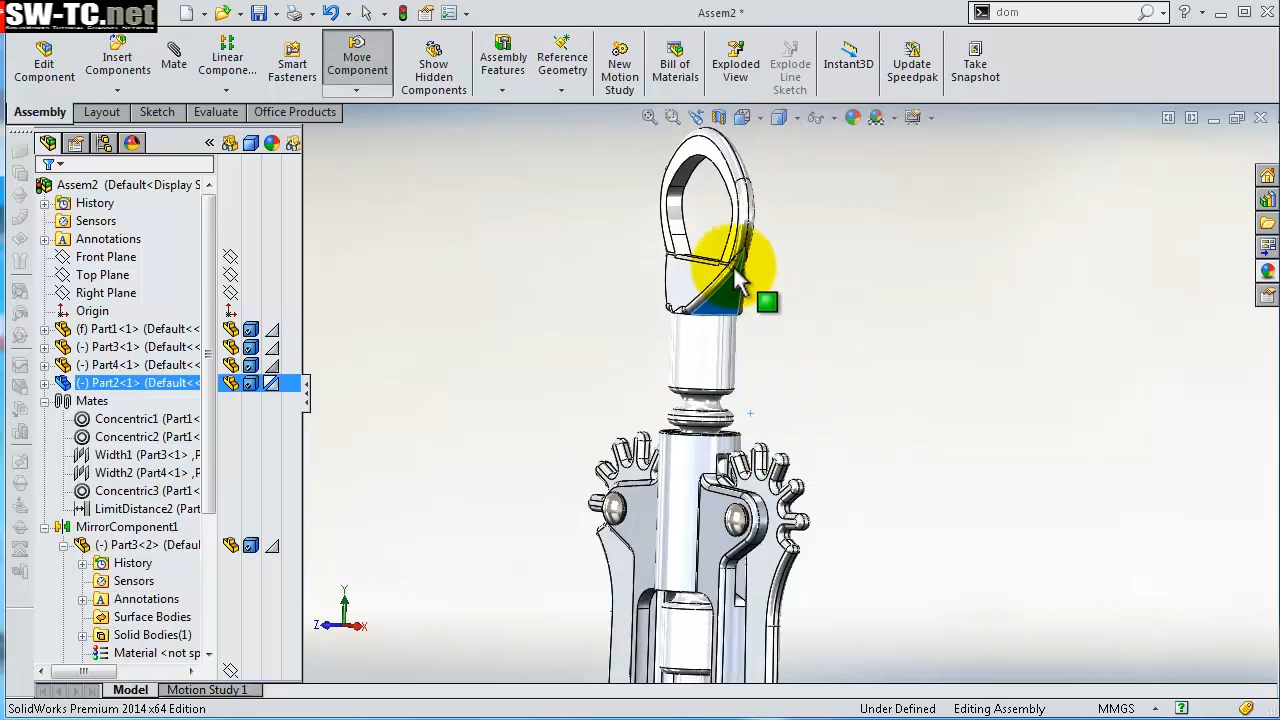 SW-TC.net
Assem2 *
dom
Edit Component
Insert Components
Mate
Linear Compone...
Smart Fasteners
Move Component
Show Hidden Components
Assembly Features
Reference Geometry
New Motion Study
Bill of Materials
Exploded View
Explode Line Sketch
Instant3D
Update Speedpak
Take Snapshot
Assembly
Layout
Sketch
Evaluate
Office Products
Assem2 (Default<Display S
History
Sensors
Annotations
Front Plane
Top Plane
Right Plane
Origin
(f) Part1<1> (Default<<
(-) Part3<1> (Default<<
(-) Part4<1> (Default<<
(-) Part2<1> (Default<<
Mates
Concentric1 (Part1<
Concentric2 (Part1<
Width1 (Part3<1> ,F
Width2 (Part4<1> ,F
Concentric3 (Part1<
LimitDistance2 (Part
MirrorComponent1
(-) Part3<2> (Defaul
History
Sensors
Annotations
Surface Bodies
Solid Bodies(1)
Material <not sp
Y
Z
X
Model
Motion Study 1
SolidWorks Premium 2014 x64 Edition
Under Defined
Editing Assembly
MMGS